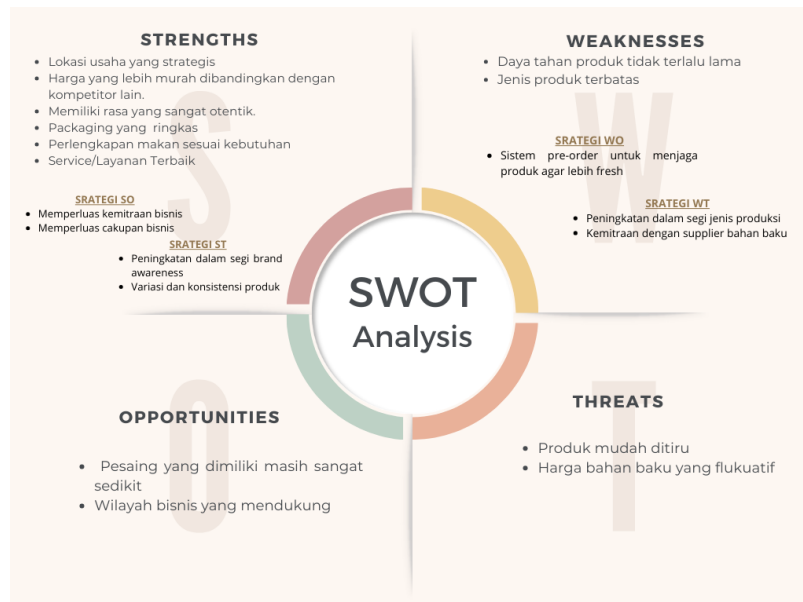 STRENGTHS
• Lokasi usaha yang strategis
• Harga yang lebih murah dibandingkan dengan
kompetitor lain.
• Memiliki rasa yang sangat otentik.
• Packaging yang ringkas
• Perlengkapan makan sesuai kebutuhan
• Service/Layanan Terbaik
S
SRATEGI SO
• Memperluas kemitraan bisnis
• Memperluas cakupan bisnis
SRATEGI ST
• Peningkatan dalam segi brand
awareness
• Variasi dan konsistensi produk
WEAKNESSES
• Daya tahan produk tidak terlalu lama
• Jenis produk terbatas
W
SRATEGI WO
• Sistem pre-order untuk menjaga
produk agar lebih fresh
SRATEGI WT
• Peningkatan dalam segi jenis produksi
• Kemitraan dengan supplier bahan baku
SWOT
Analysis
OPPORTUNITIES
O
• Pesaing yang dimiliki masih sangat
sedikit
• Wilayah bisnis yang mendukung
THREATS
T
• Produk mudah ditiru
• Harga bahan baku yang flukuatif